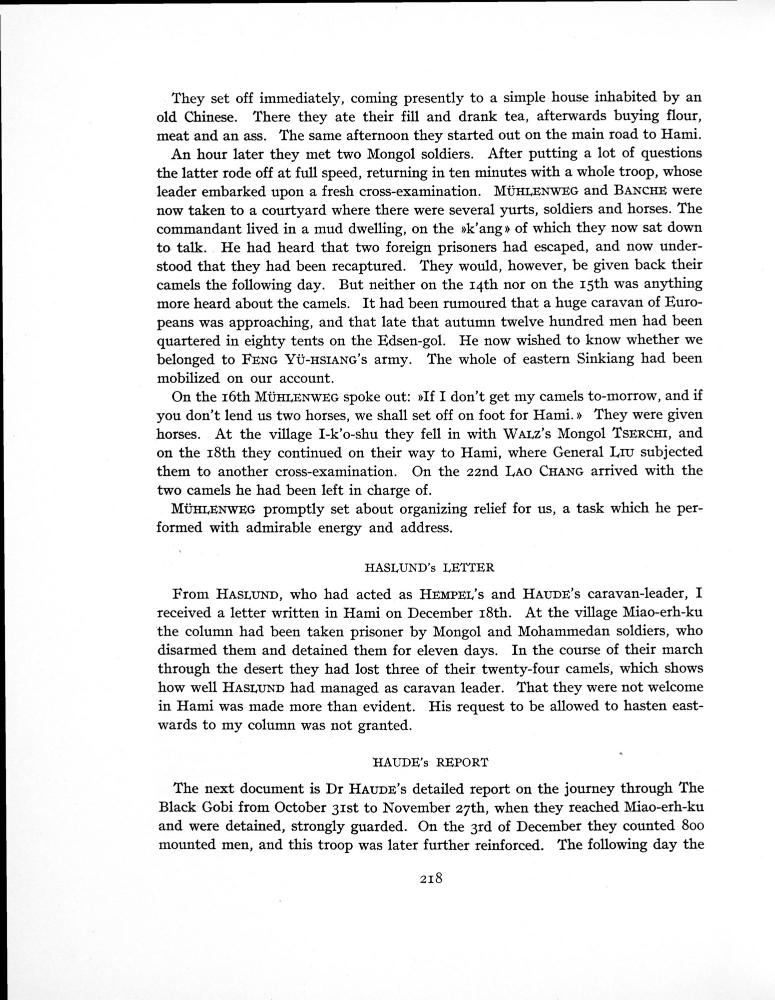 They set off immediately, coming presently to a simple house inhabited by an
old Chinese. There they ate their fill and drank tea, afterwards buying flour,
meat and an ass. The same afternoon they started out on the main road to Hami.
An hour later they met two Mongol soldiers. After putting a lot of questions
the latter rode off at full speed, returning in ten minutes with a whole troop, whose
leader embarked upon a fresh cross-examination. MÜHLENWEG and BANCHE were
now taken to a courtyard where there were several yurts, soldiers and horses. The
commandant lived in a mud dwelling, on the »k'ang» of which they now sat down
to talk. He had heard that two foreign prisoners had escaped, and now under-
stood that they had been recaptured. They would, however, be given back their
camels the following day. But neither on the 14th nor on the 15th was anything
more heard about the camels. It had been rumoured that a huge caravan of Euro-
peans was approaching, and that late that autumn twelve hundred men had been
quartered in eighty tents on the Edsen-gol. He now wished to know whether we
belonged to FENG YÜ-HSIANG's army. The whole of eastern Sinkiang had been
mobilized on our account.
On the 16th MÜHLENWEG spoke out: »If I don't get my camels to-morrow, and if
you don't lend us two horses, we shall set off on foot for Hami.» They were given
horses. At the village I-k'o-shu they fell in with WALZ's Mongol TSERCHI, and
on the 18th they continued on their way to Hami, where General LIU subjected
them to another cross-examination. On the 22nd LAO CHANG arrived with the
two camels he had been left in charge of.
MÜHLENWEG promptly set about organizing relief for us, a task which he per-
formed with admirable energy and address.
HASLUND's LETTER
From HASLUND, who had acted as HEMPEL's and HAUDE's caravan-leader, I
received a letter written in Hami on December 18th. At the village Miao-erh-ku
the column had been taken prisoner by Mongol and Mohammedan soldiers, who
disarmed them and detained them for eleven days. In the course of their march
through the desert they had lost three of their twenty-four camels, which shows
how well HASLUND had managed as caravan leader. That they were not welcome
in Hami was made more than evident. His request to be allowed to hasten east-
wards to my column was not granted.
HAUDE's REPORT
The next document is Dr HAUDE's detailed report on the journey through The
Black Gobi from October 31st to November 27th, when they reached Miao-erh-ku
and were detained, strongly guarded. On the 3rd of December they counted 800
mounted men, and this troop was later further reinforced. The following day the
218